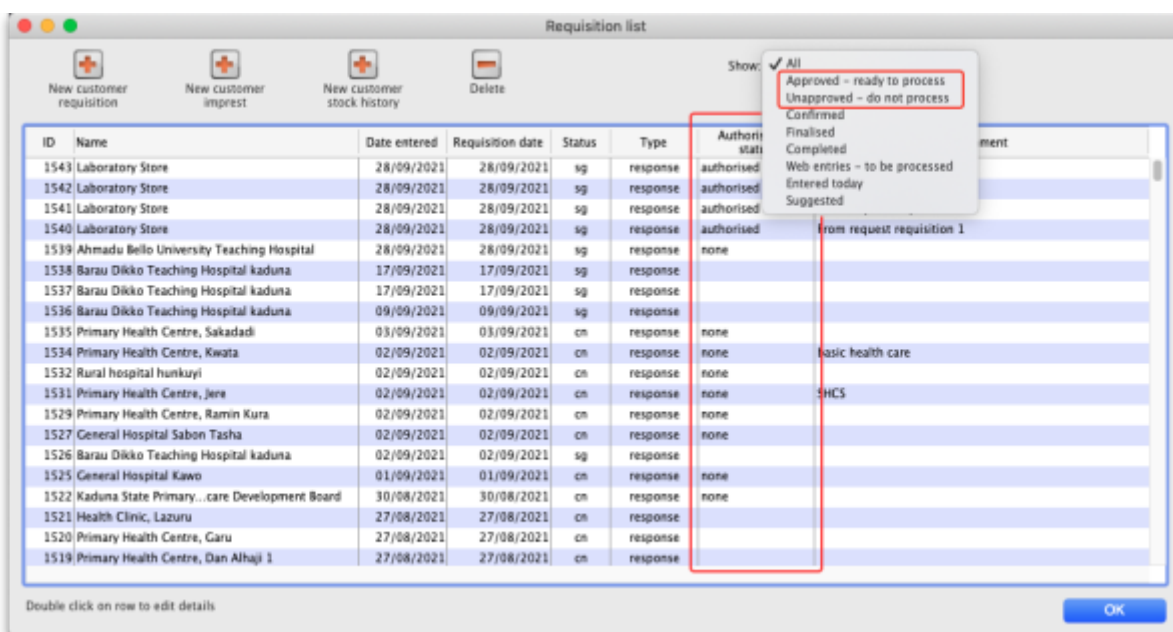 Requisition list
New customer requisition
New customer imprest
New customer stock history
Delete
Show: ✓ All
Approved - ready to process
Unapproved - do not process
Confirmed
Finalised
Completed
Web entries - to be processed
Entered today
Suggested
ID Name Date entered Requisition date Status Type
1543 Laboratory Store 28/09/2021 28/09/2021 sg response authorised
1542 Laboratory Store 28/09/2021 28/09/2021 sg response authorised
1541 Laboratory Store 28/09/2021 28/09/2021 sg response authorised
1540 Laboratory Store 28/09/2021 28/09/2021 sg response authorised From request requisition 1
1539 Ahmadu Bello University Teaching Hospital 28/09/2021 28/09/2021 sg response none
1538 Barau Dikko Teaching Hospital kaduna 17/09/2021 17/09/2021 sg response
1537 Barau Dikko Teaching Hospital kaduna 17/09/2021 17/09/2021 sg response
1536 Barau Dikko Teaching Hospital kaduna 09/09/2021 09/09/2021 sg response
1535 Primary Health Centre, Sakadadi 03/09/2021 03/09/2021 cn response none
1534 Primary Health Centre, Kwata 02/09/2021 02/09/2021 cn response none basic health care
1532 Rural hospital hunkuyi 02/09/2021 02/09/2021 cn response none
1531 Primary Health Centre, Jere 02/09/2021 02/09/2021 cn response none SHCS
1529 Primary Health Centre, Ramin Kura 02/09/2021 02/09/2021 cn response none
1527 General Hospital Sabon Tasha 02/09/2021 02/09/2021 cn response none
1526 Barau Dikko Teaching Hospital kaduna 02/09/2021 02/09/2021 sg response
1525 General Hospital Kawo 01/09/2021 01/09/2021 cn response none
1522 Kaduna State Primary...care Development Board 30/08/2021 30/08/2021 cn response none
1521 Health Clinic, Lazuru 27/08/2021 27/08/2021 cn response
1520 Primary Health Centre, Garu 27/08/2021 27/08/2021 cn response
1519 Primary Health Centre, Dan Alhaji 1 27/08/2021 27/08/2021 cn response
Double click on row to edit details
OK